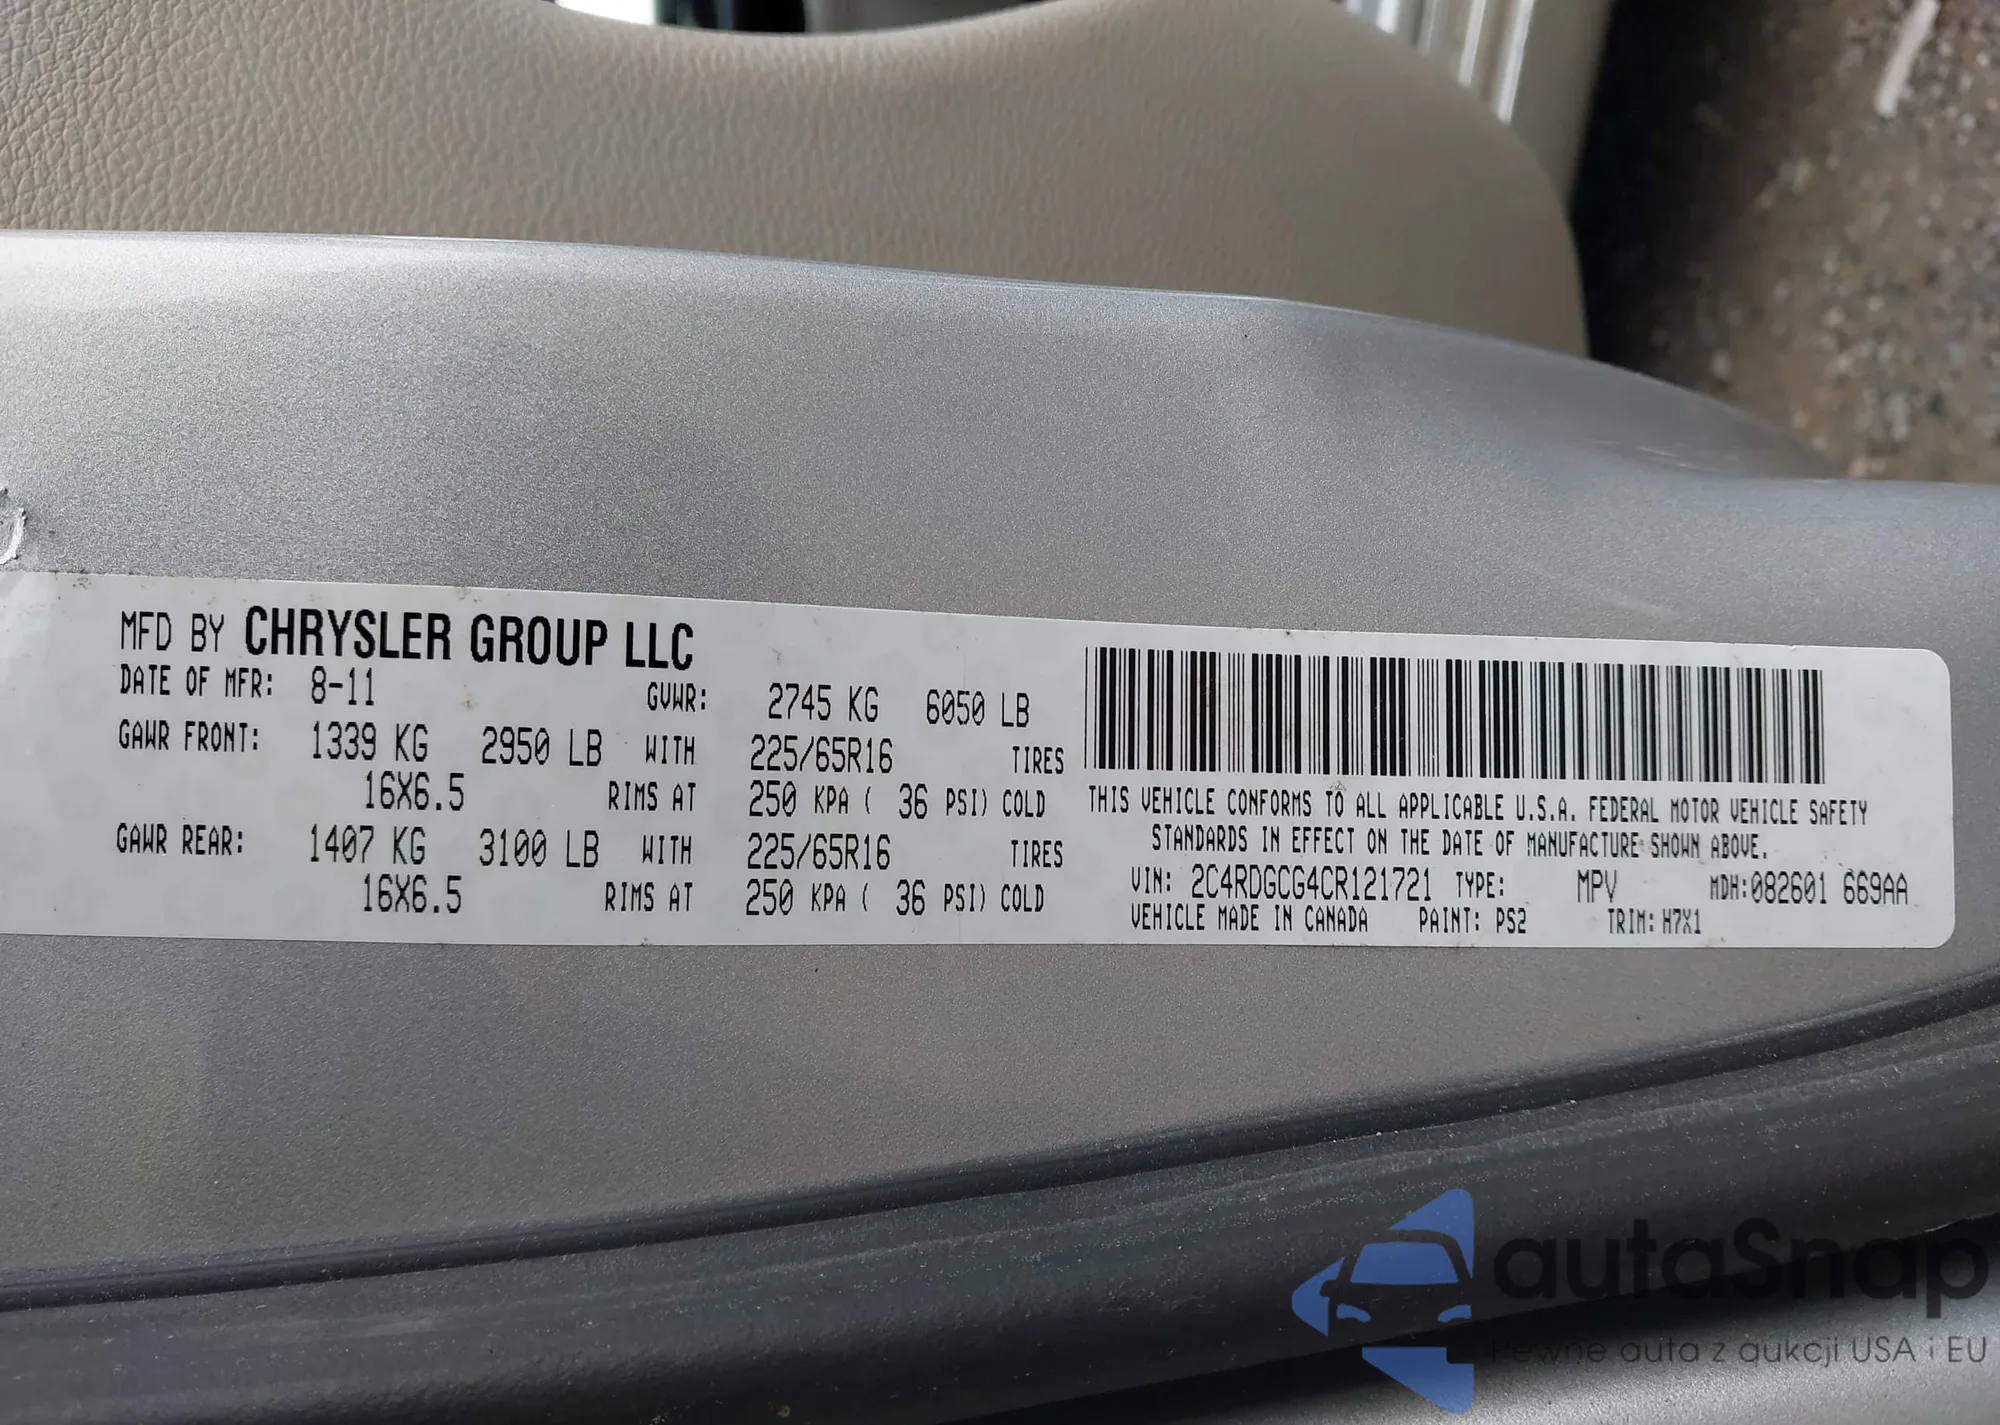 MFD BY CHRYSLER GROUP LLC
DATE OF MFR: 8-11 GVWR: 2745 KG 6050 LB
GAWR FRONT: 1339 KG 2950 LB WITH 225/65R16 TIRES
16X6.5 RIMS AT 250 KPA ( 36 PSI) COLD
GAWR REAR: 1407 KG 3100 LB WITH 225/65R16 TIRES
16X6.5 RIMS AT 250 KPA ( 36 PSI) COLD
THIS VEHICLE CONFORMS TO ALL APPLICABLE U.S.A. FEDERAL MOTOR VEHICLE SAFETY
STANDARDS IN EFFECT ON THE DATE OF MANUFACTURE SHOWN ABOVE.
VIN: 2C4RDGCG4CR121721 TYPE: MPV MDH:082601 669AA
VEHICLE MADE IN CANADA PAINT: PS2 TRIM: H7X1
autaSnap
Pewne auta z aukcji USA i EU